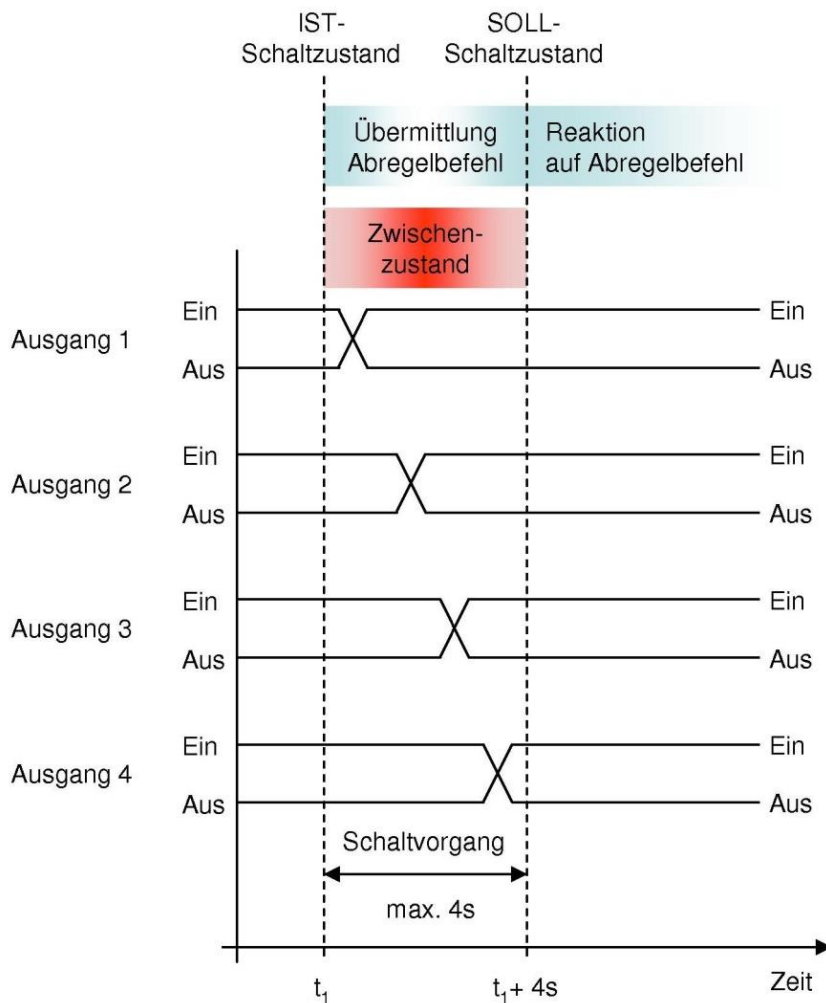 IST-
Schaltzustand
SOLL-
Schaltzustand
Übermittlung
Abregelbefehl
Reaktion
auf Abregelbefehl
Zwischen-
zustand
Ausgang 1
Ein
Aus
Ein
Aus
Ausgang 2
Ein
Aus
Ein
Aus
Ausgang 3
Ein
Aus
Ein
Aus
Ausgang 4
Ein
Aus
Ein
Aus
Schaltvorgang
max. 4s
t₁
t₁+ 4s
Zeit